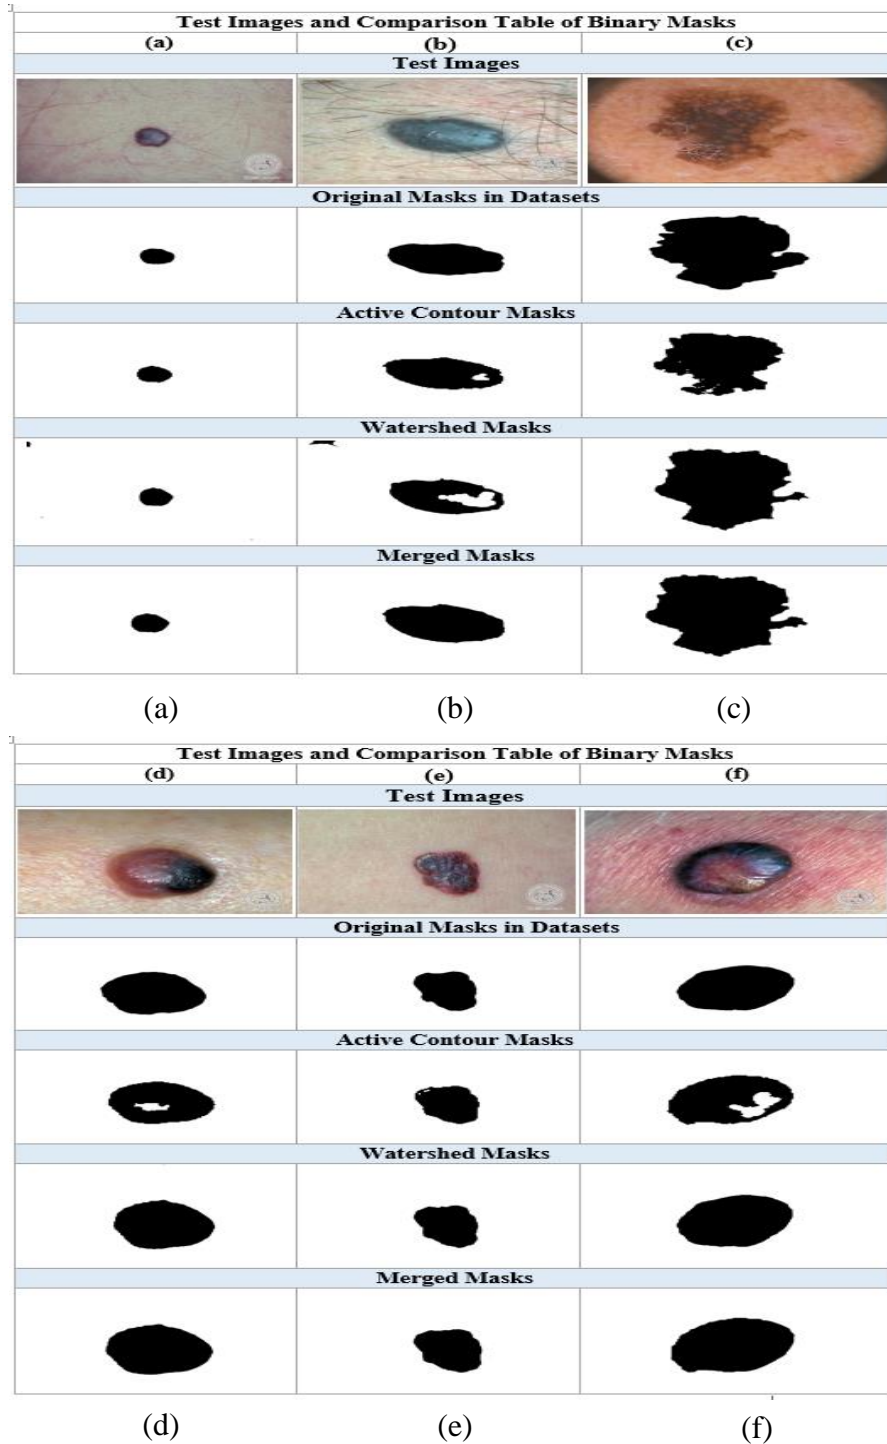 Test Images and Comparison Table of Binary Masks
(a) (b) (c)
Test Images
Original Masks in Datasets
Active Contour Masks
Watershed Masks
Merged Masks
(a) (b) (c)
Test Images and Comparison Table of Binary Masks
(d) (e) (f)
Test Images
Original Masks in Datasets
Active Contour Masks
Watershed Masks
Merged Masks
(d) (e) (f)